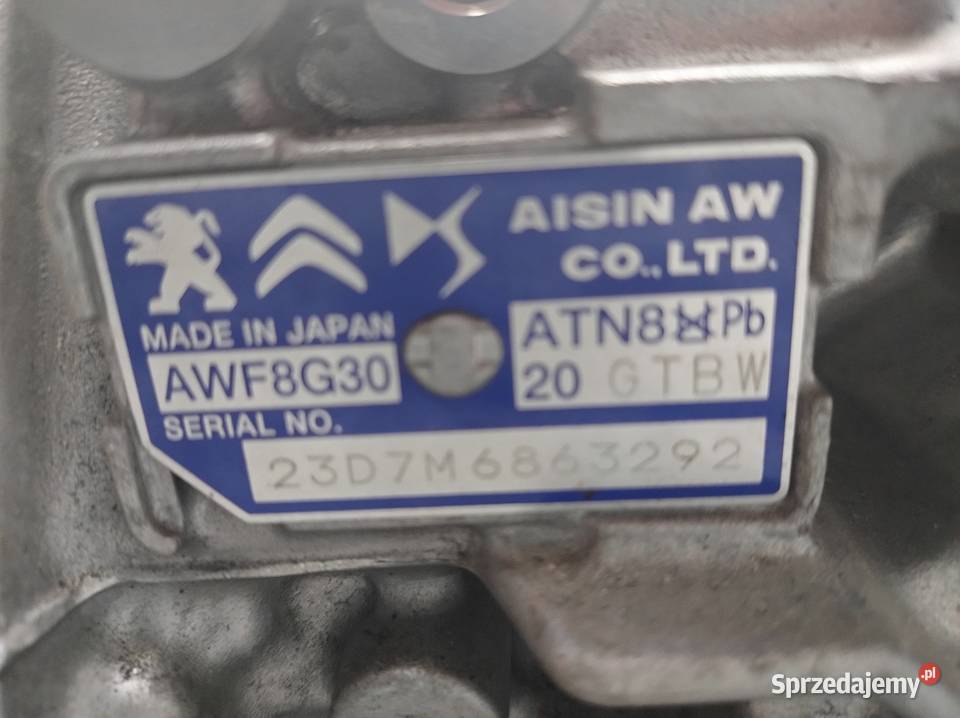 AISIN AW
CO., LTD.
MADE IN JAPAN
ATN8 Pb
AWF8G30
20 GTBW
SERIAL NO.
23D7M6863292
Sprzedajemy.pl